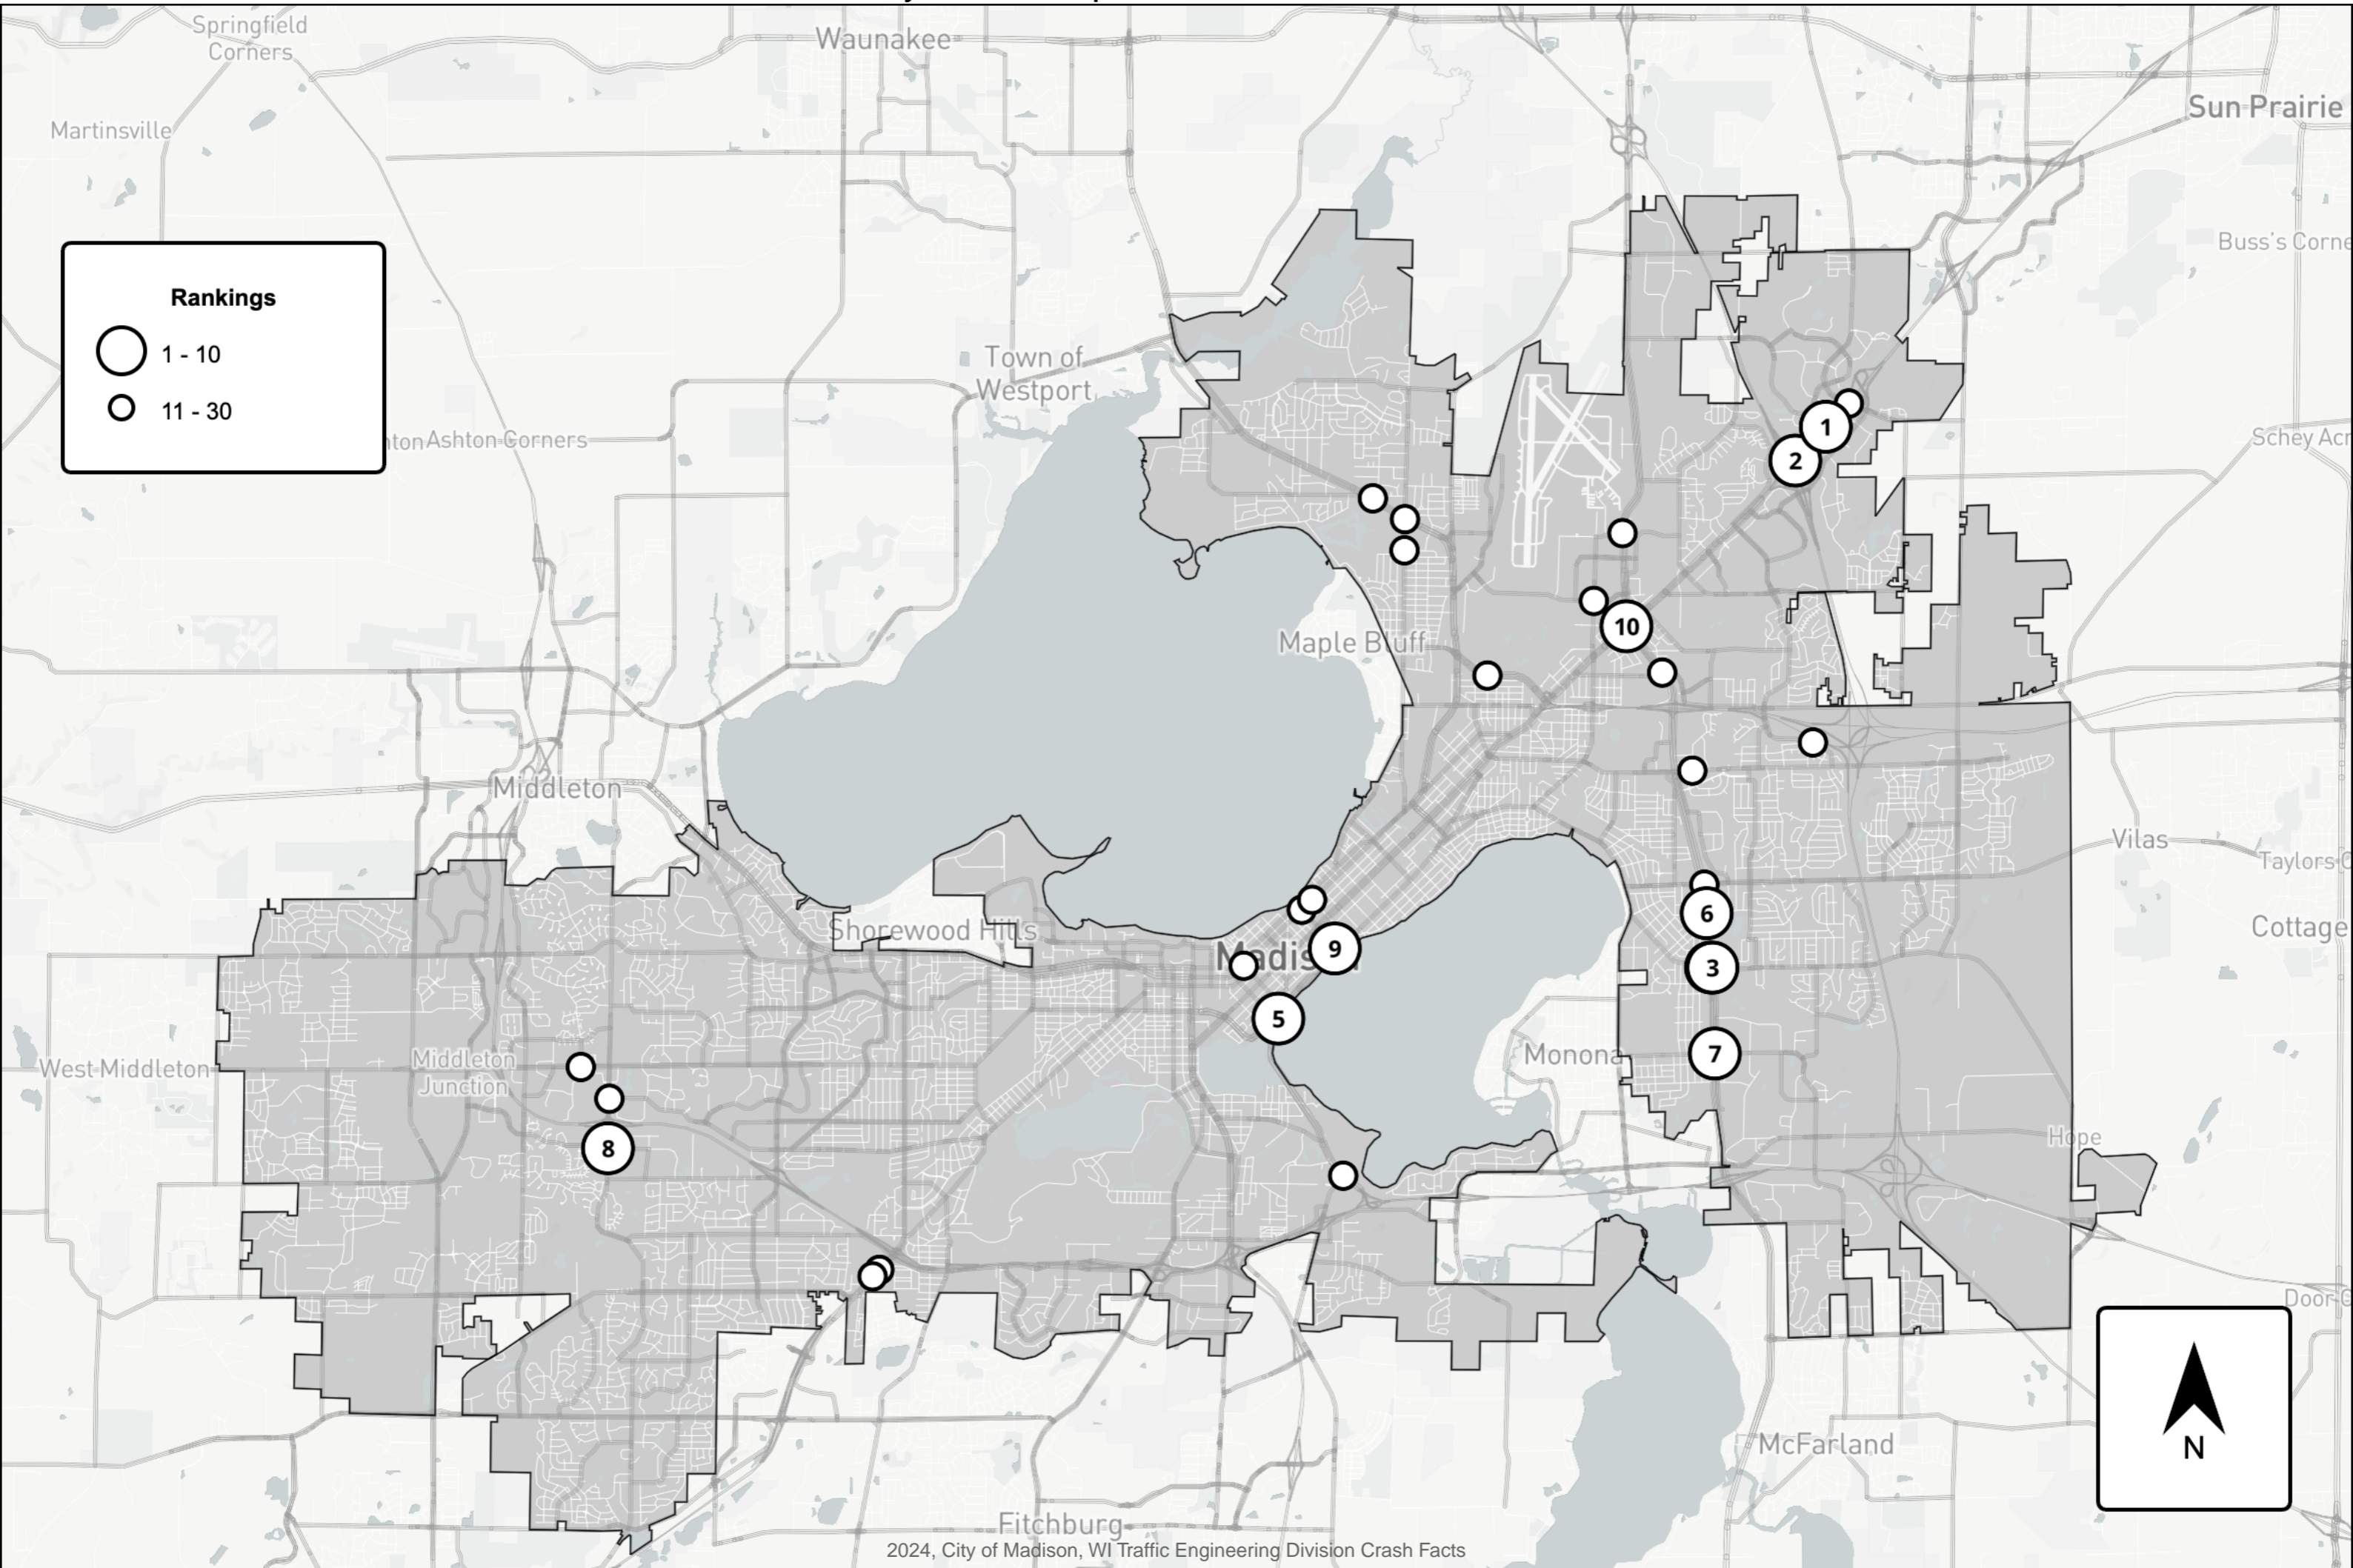 Springfield
Corners
Waunakee
Sun Prairie
Martinsville
Buss's Corne
Rankings
1 - 10
11 - 30
Town of
Westport
ntonAshton Corners
Schey Acr
1
2
10
Maple Bluff
Middleton
Vilas
Taylors C
Shorewood Hills
Cottage
6
9
3
5
7
West Middleton
Middleton
Junction
Monona
8
Hope
Door C
N
McFarland
Fitchburg
2024, City of Madison, WI Traffic Engineering Division Crash Facts